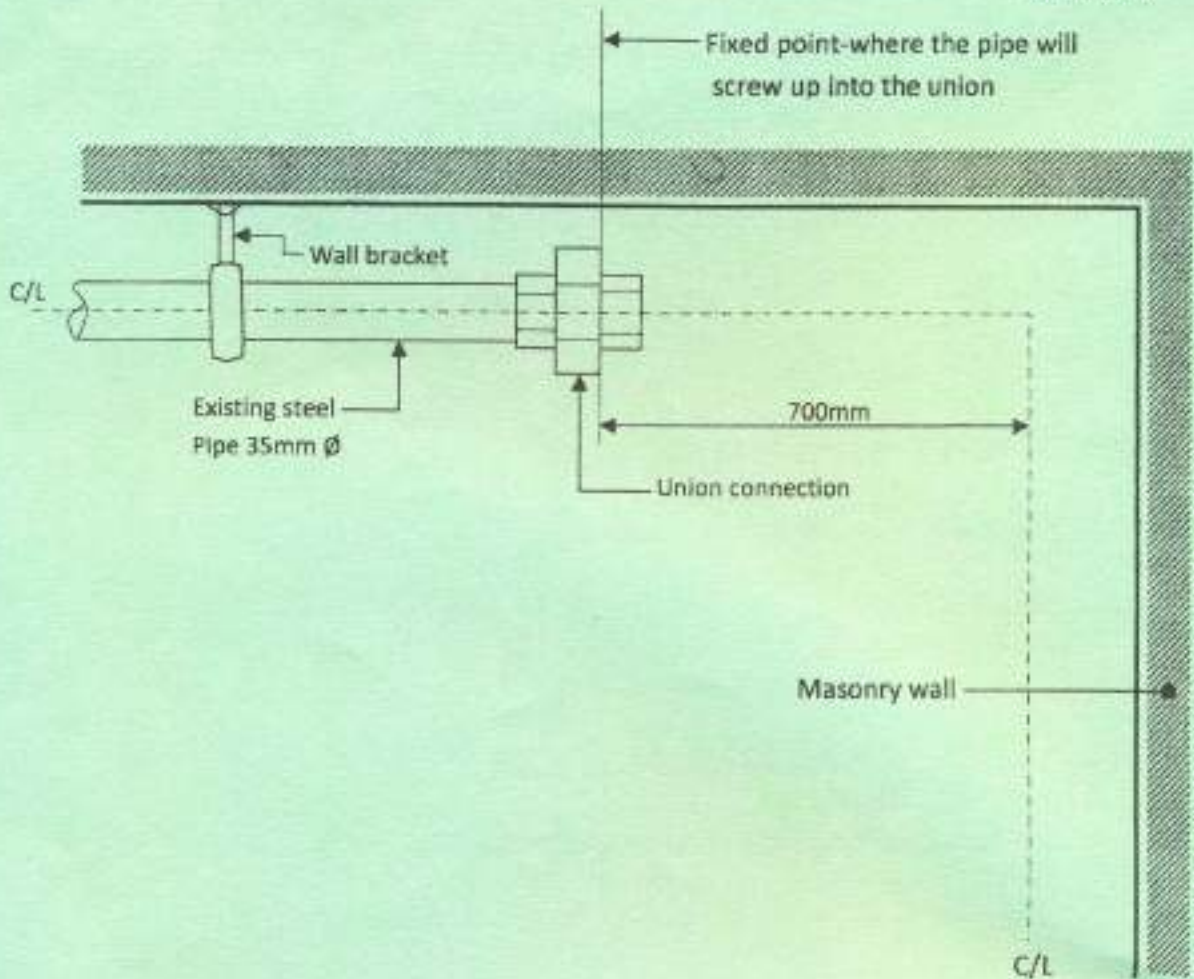 Fixed point-where the pipe will
screw up into the union
Wall bracket
C/L
Existing steel
Pipe 35mm Ø
700mm
Union connection
Masonry wall
C/L